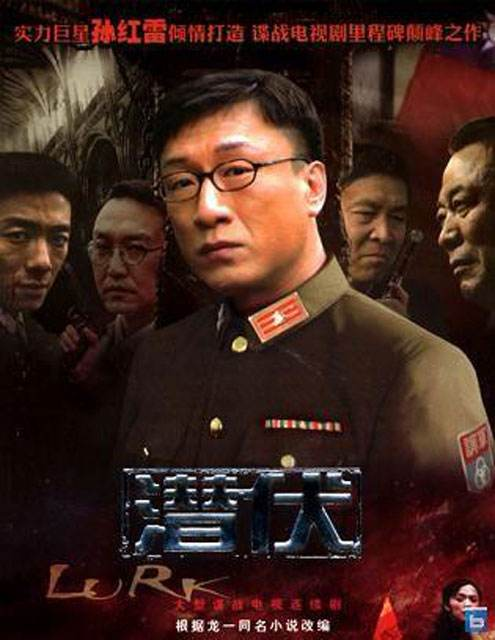 实力巨星孙红雷倾情打造 谍战电视剧里程碑颠峰之作
潜伏
LURK
大型谍战电视连续剧
根据龙一同名小说改编